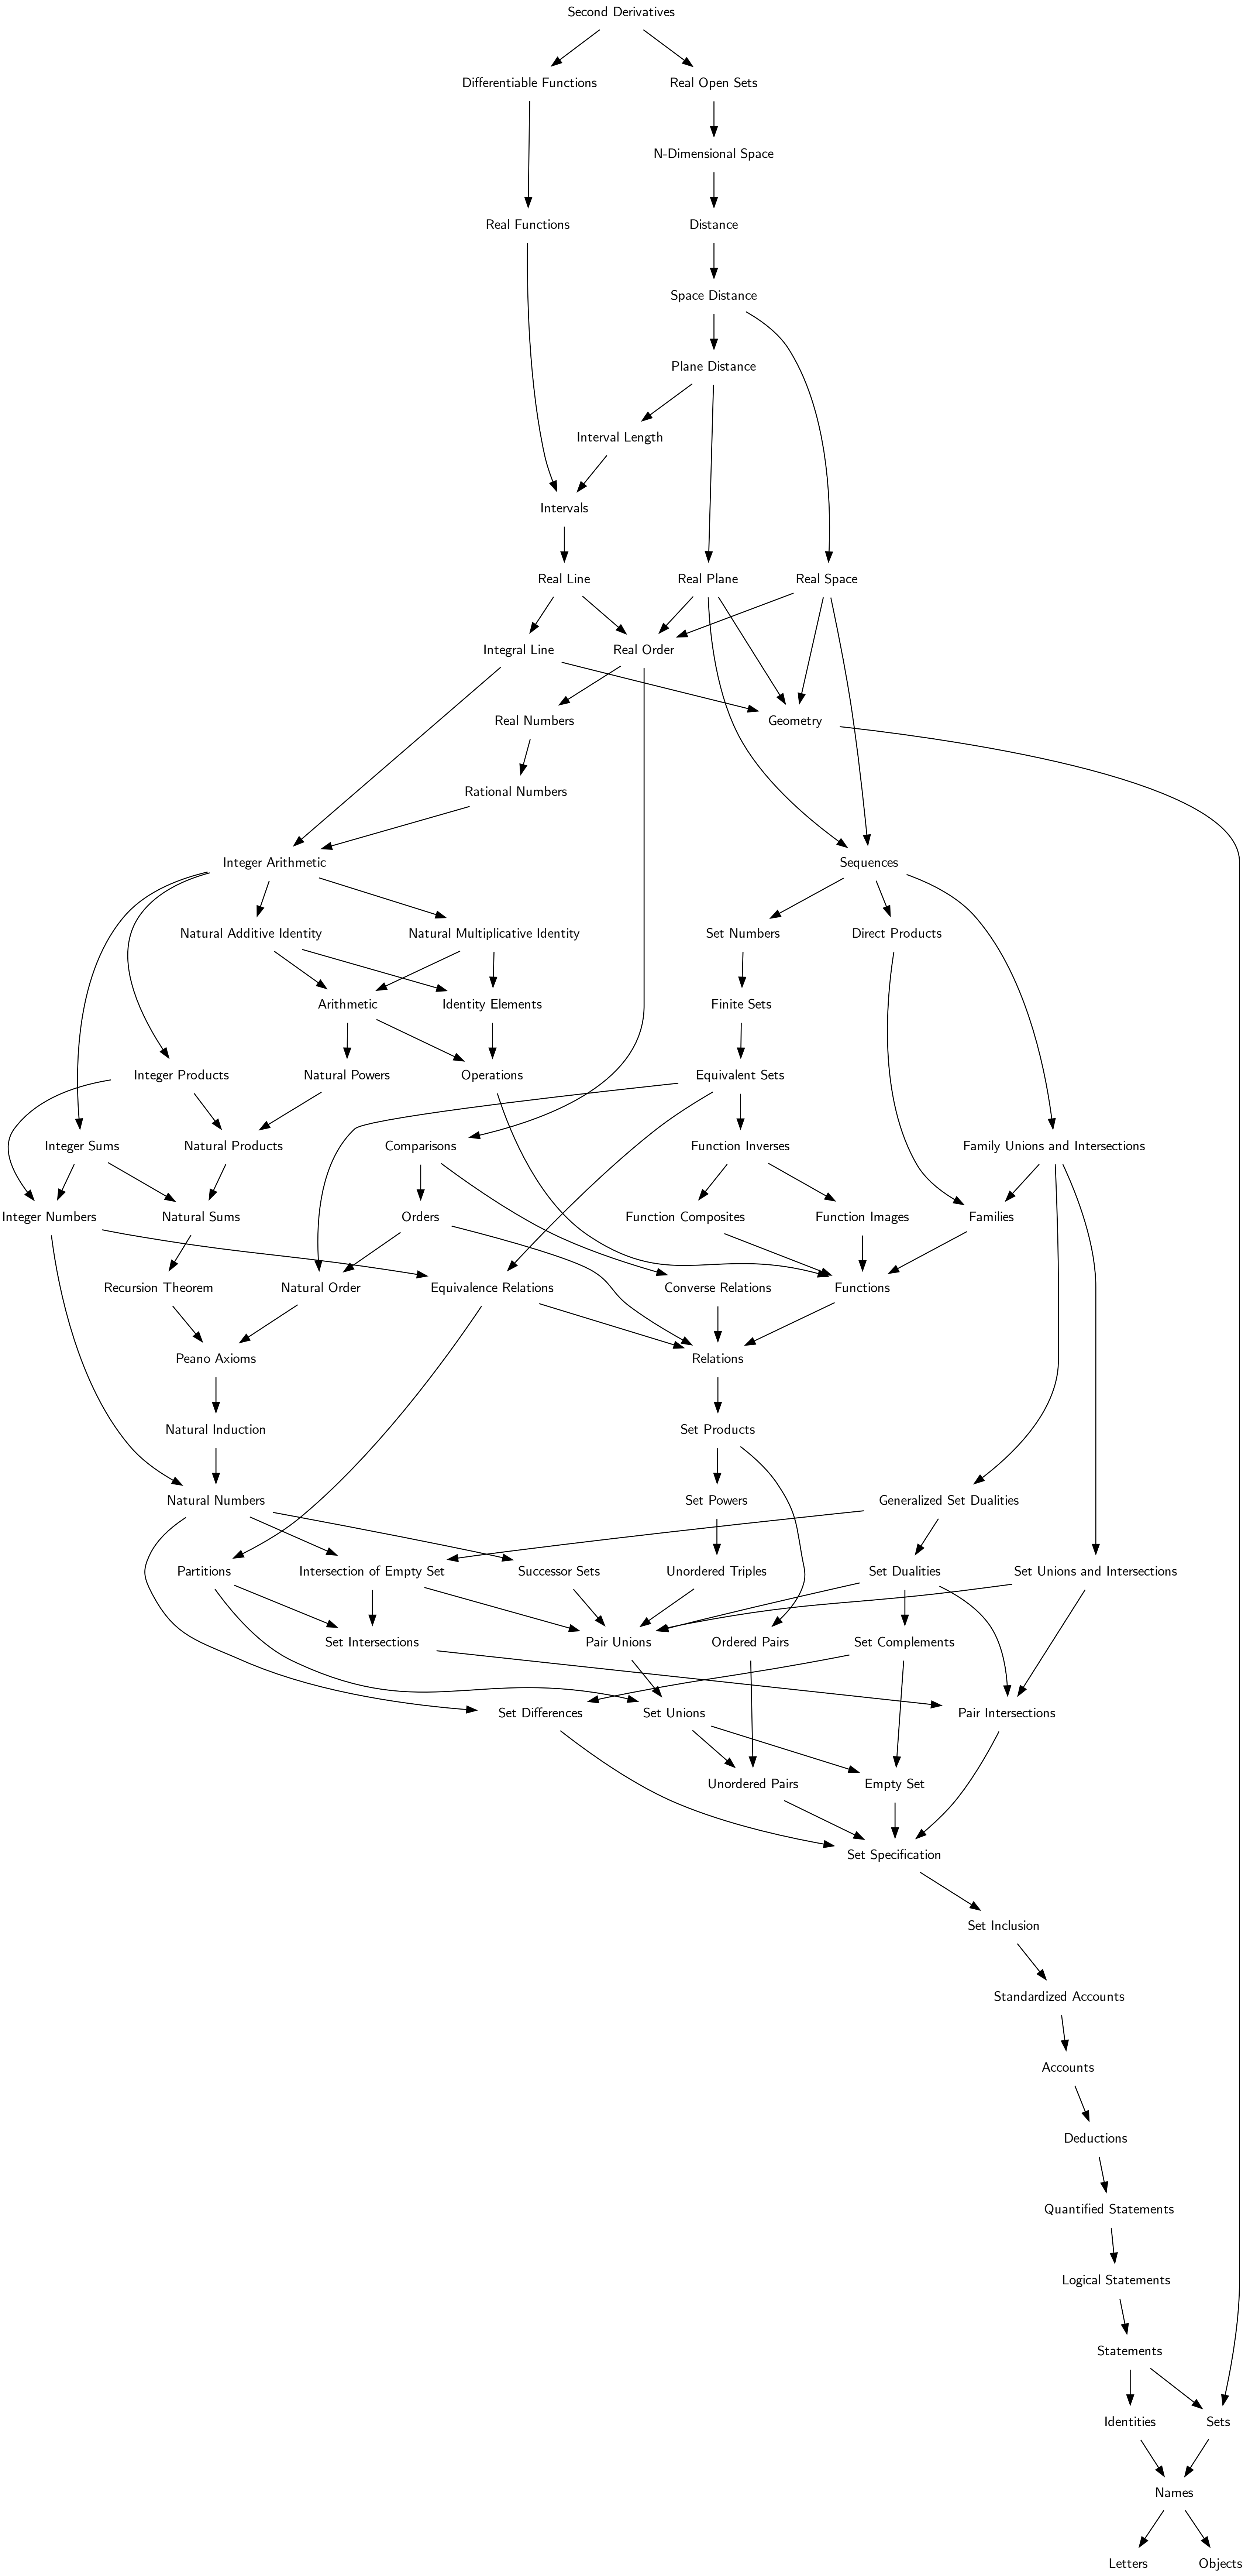 Second Derivatives
Differentiable Functions
Real Open Sets
N-Dimensional Space
Real Functions
Distance
Space Distance
Plane Distance
Interval Length
Intervals
Real Line
Real Plane
Real Space
Integral Line
Real Order
Real Numbers
Geometry
Rational Numbers
Integer Arithmetic
Sequences
Natural Additive Identity
Natural Multiplicative Identity
Set Numbers
Direct Products
Arithmetic
Identity Elements
Finite Sets
Integer Products
Natural Powers
Operations
Equivalent Sets
Integer Sums
Natural Products
Comparisons
Function Inverses
Family Unions and Intersections
Integer Numbers
Natural Sums
Orders
Function Composites
Function Images
Families
Recursion Theorem
Natural Order
Equivalence Relations
Converse Relations
Functions
Peano Axioms
Relations
Natural Induction
Set Products
Natural Numbers
Set Powers
Generalized Set Dualities
Partitions
Intersection of Empty Set
Successor Sets
Unordered Triples
Set Dualities
Set Unions and Intersections
Set Intersections
Pair Unions
Ordered Pairs
Set Complements
Set Differences
Set Unions
Pair Intersections
Unordered Pairs
Empty Set
Set Specification
Set Inclusion
Standardized Accounts
Accounts
Deductions
Quantified Statements
Logical Statements
Statements
Identities
Sets
Names
Letters
Objects